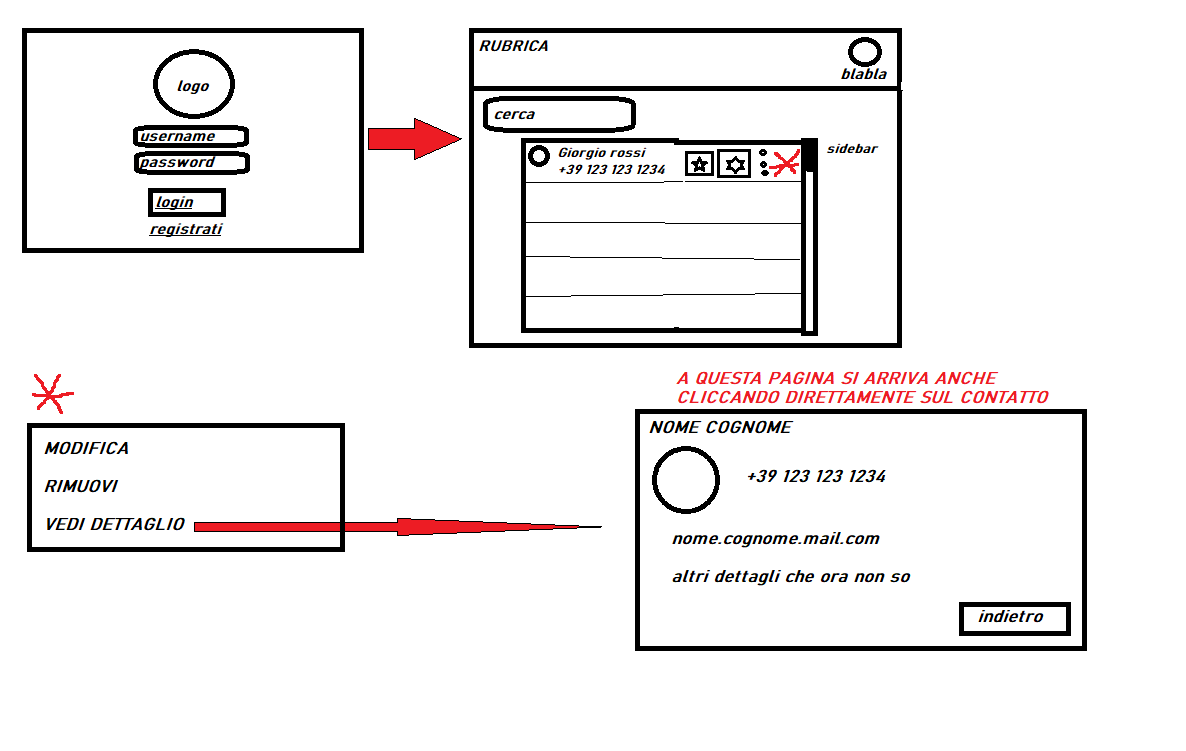 logo
username
password
login
registrati
RUBRICA
blabla
cerca
Giorgio rossi
+39 123 123 1234
sidebar
MODIFICA
RIMUOVI
VEDI DETTAGLIO
A QUESTA PAGINA SI ARRIVA ANCHE
CLICCANDO DIRETTAMENTE SUL CONTATTO
NOME COGNOME
+39 123 123 1234
nome.cognome.mail.com
altri dettagli che ora non so
indietro